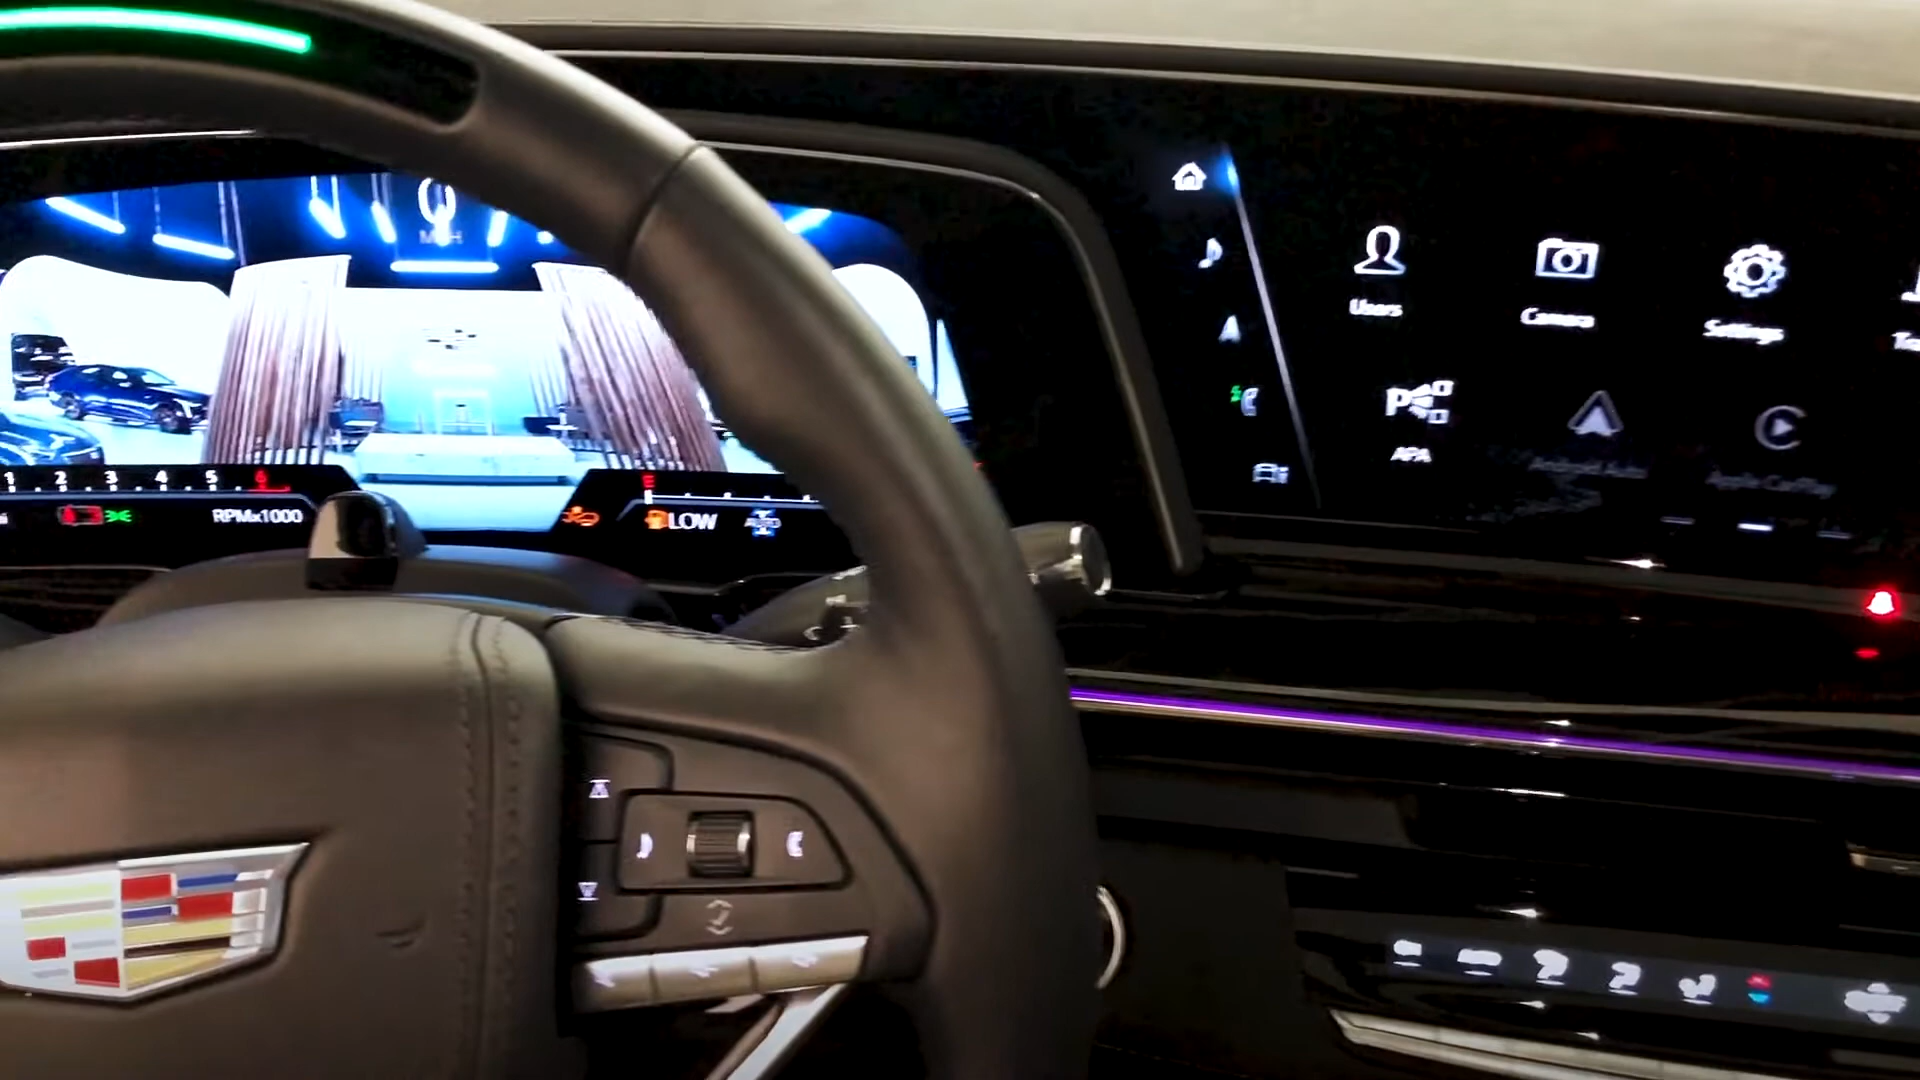 MPH
Users
Camera
Settings
APA
Android Auto
Apple CarPlay
1 2 3 4 5 6
RPMx1000
E
LOW
AUTO